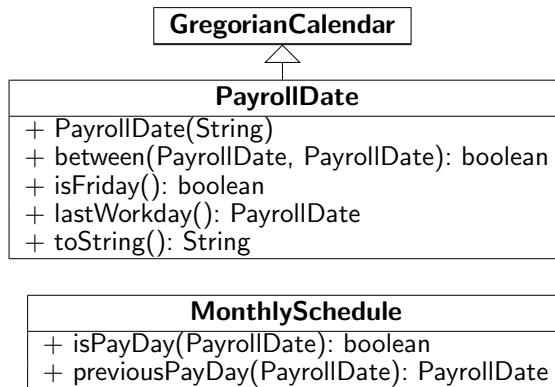 GregorianCalendar
PayrollDate
+ PayrollDate(String)
+ between(PayrollDate, PayrollDate): boolean
+ isFriday(): boolean
+ lastWorkday(): PayrollDate
+ toString(): String
MonthlySchedule
+ isPayDay(PayrollDate): boolean
+ previousPayDay(PayrollDate): PayrollDate